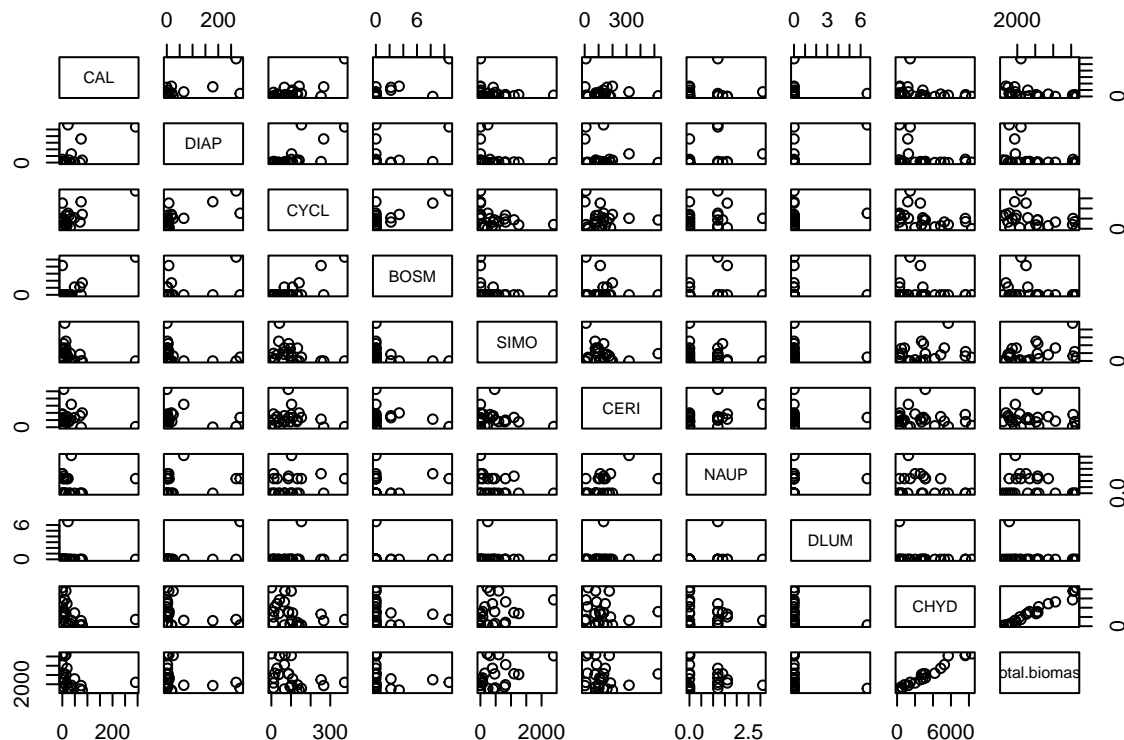 0 200
0 6
0 300
0 3 6
2000
CAL
0
0
DIAP
CYCL
0
0
BOSM
SIMO
0
0
CERI
NAUP
0.0
0 6
DLUM
CHYD
0
2000
otal.biomas
0 200
0 300
0 2000
0.0 2.5
0 6000